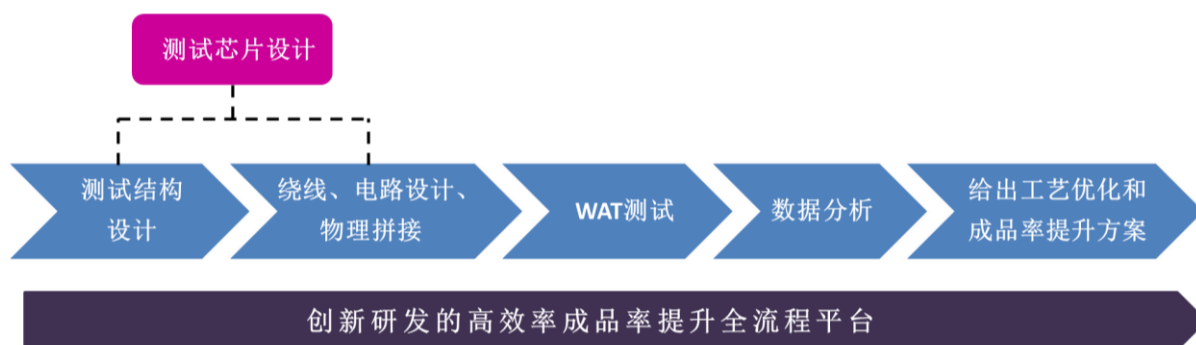 测试芯片设计
测试结构
设计
绕线、电路设计、
物理拼接
WAT测试
数据分析
给出工艺优化和
成品率提升方案
创新研发的高效率成品率提升全流程平台